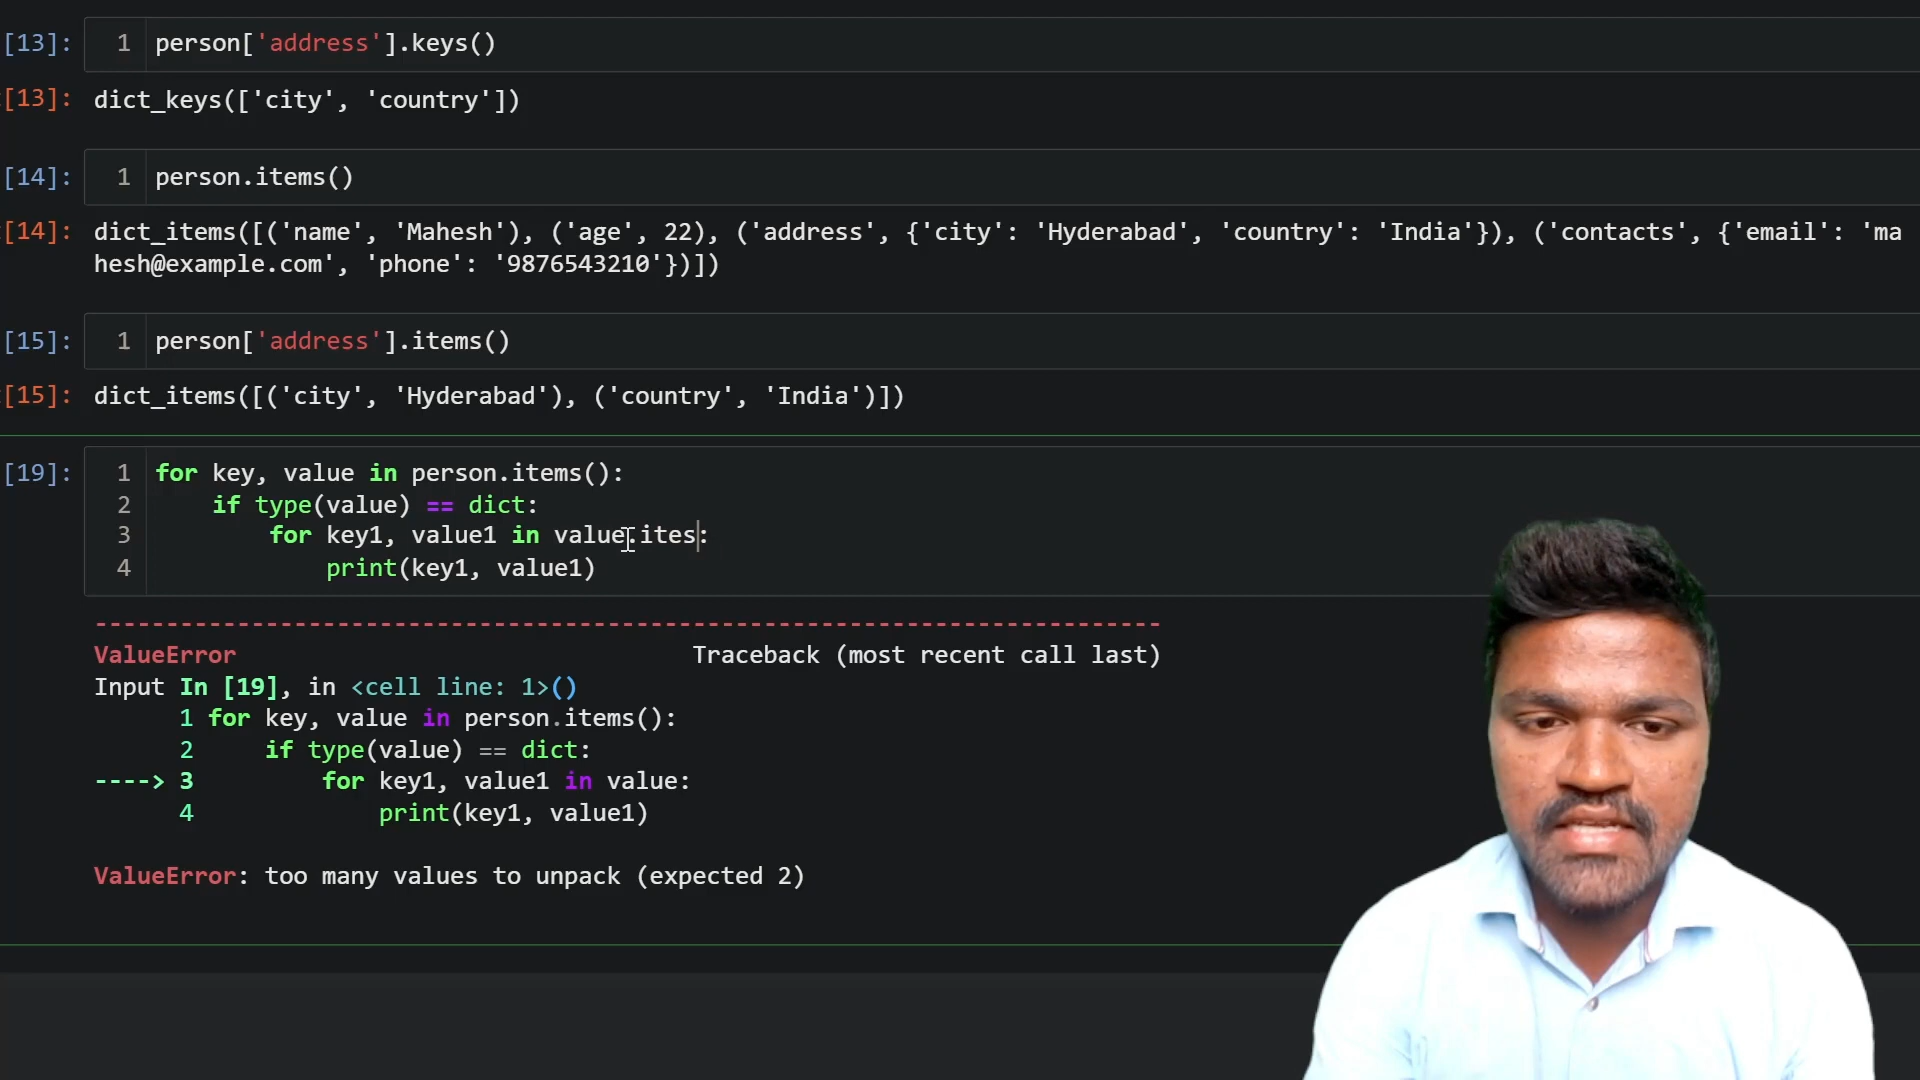 [13]: 1 person['address'].keys()
[13]: dict_keys(['city', 'country'])
[14]: 1 person.items()
[14]: dict_items([('name', 'Mahesh'), ('age', 22), ('address', {'city': 'Hyderabad', 'country': 'India'}), ('contacts', {'email': 'ma
hesh@example.com', 'phone': '9876543210'})])
[15]: 1 person['address'].items()
[15]: dict_items([('city', 'Hyderabad'), ('country', 'India')])
[19]: 1 for key, value in person.items():
2 if type(value) == dict:
3 for key1, value1 in value.ites:
4 print(key1, value1)
---------------------------------------------------------------------------
ValueError Traceback (most recent call last)
Input In [19], in <cell line: 1>()
1 for key, value in person.items():
2 if type(value) == dict:
----> 3 for key1, value1 in value:
4 print(key1, value1)
ValueError: too many values to unpack (expected 2)